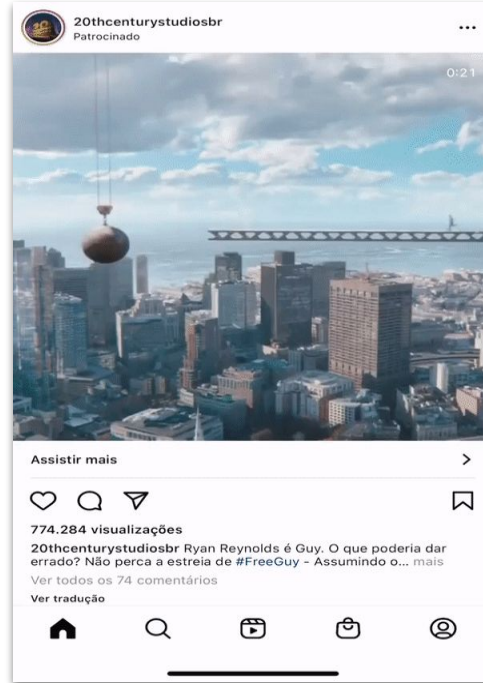 20thcenturystudiosbr
Patrocinado
0:21
Assistir mais
774.284 visualizações
20thcenturystudiosbr Ryan Reynolds é Guy. O que poderia dar
errado? Não perca a estreia de #FreeGuy - Assumindo o... mais
Ver todos os 74 comentários
Ver tradução